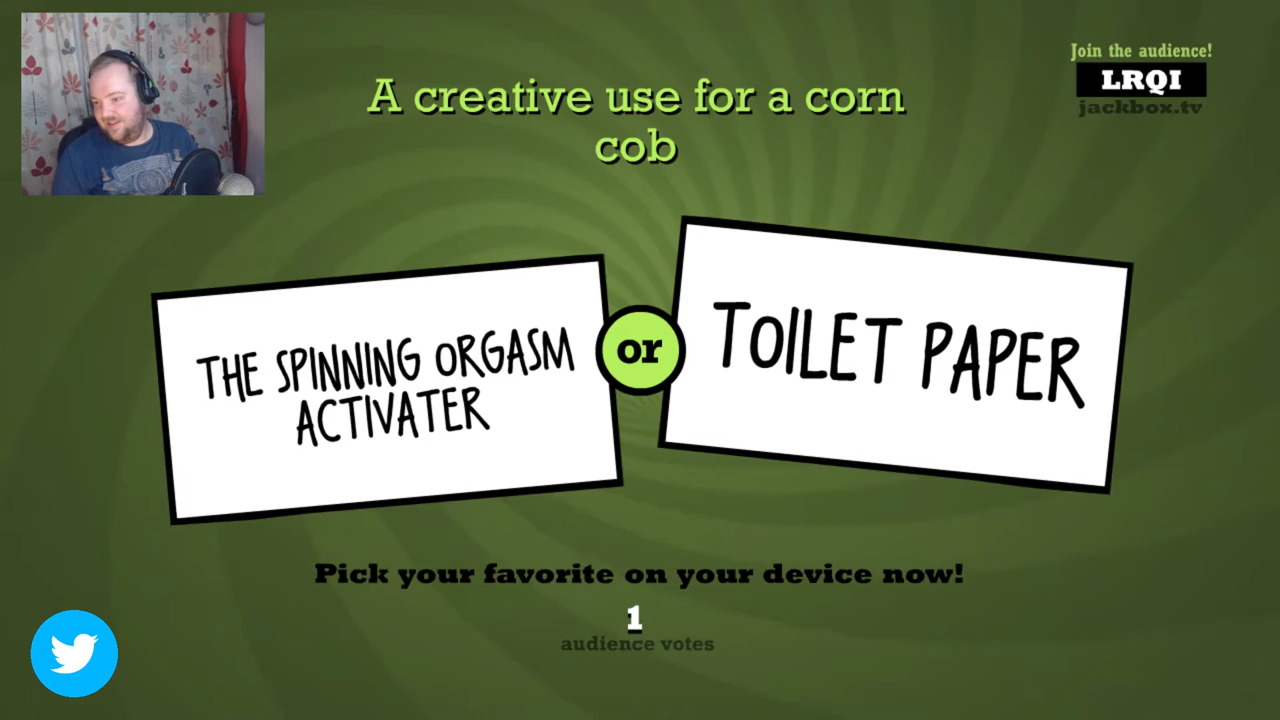 Join the audience!
LRQI
jackbox.tv
A creative use for a corn
cob
THE SPINNING ORGASM
ACTIVATER
or
TOILET PAPER
Pick your favorite on your device now!
1
audience votes